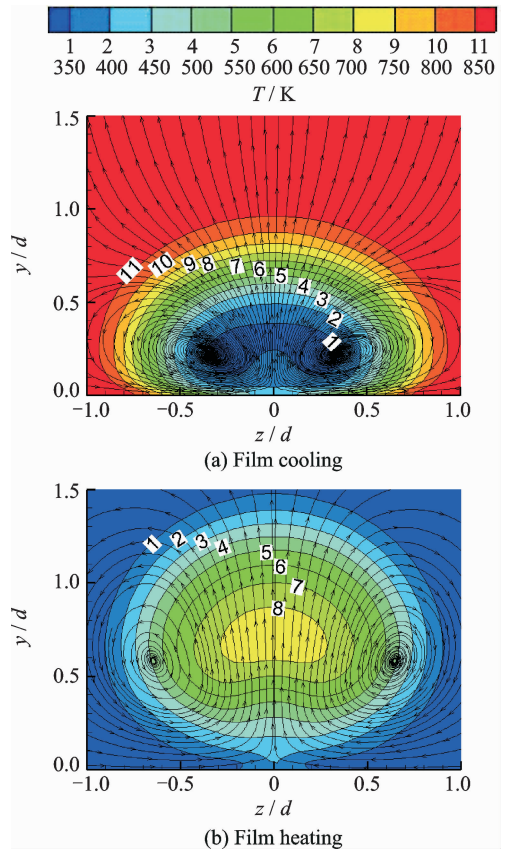 1 2 3 4 5 6 7 8 9 10 11
350 400 450 500 550 600 650 700 750 800 850
T / K
1.5
1.0
0.5
0.0
y / d
11 10 9 8 7 6 5 4 3 2 1
−1.0 −0.5 0 0.5 1.0
z / d
(a) Film cooling
1.5
1.0
0.5
0.0
y / d
1 2 3 4 5 6 7 8
−1.0 −0.5 0 0.5 1.0
z / d
(b) Film heating